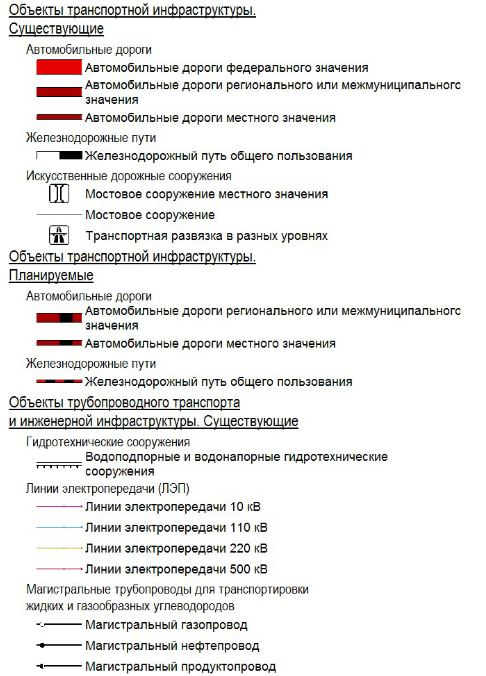 Объекты транспортной инфраструктуры.
Существующие
Автомобильные дороги
Автомобильные дороги федерального значения
Автомобильные дороги регионального или межмуниципального
значения
Автомобильные дороги местного значения
Железнодорожные пути
Железнодорожный путь общего пользования
Искусственные дорожные сооружения
Мостовое сооружение местного значения
Мостовое сооружение
Транспортная развязка в разных уровнях
Объекты транспортной инфраструктуры.
Планируемые
Автомобильные дороги
Автомобильные дороги регионального или межмуниципального
значения
Автомобильные дороги местного значения
Железнодорожные пути
Железнодорожный путь общего пользования
Объекты трубопроводного транспорта
и инженерной инфраструктуры. Существующие
Гидротехнические сооружения
Водоподпорные и водонапорные гидротехнические
сооружения
Линии электропередачи (ЛЭП)
Линии электропередачи 10 кВ
Линии электропередачи 110 кВ
Линии электропередачи 220 кВ
Линии электропередачи 500 кВ
Магистральные трубопроводы для транспортировки
жидких и газообразных углеводородов
Магистральный газопровод
Магистральный нефтепровод
Магистральный продуктопровод